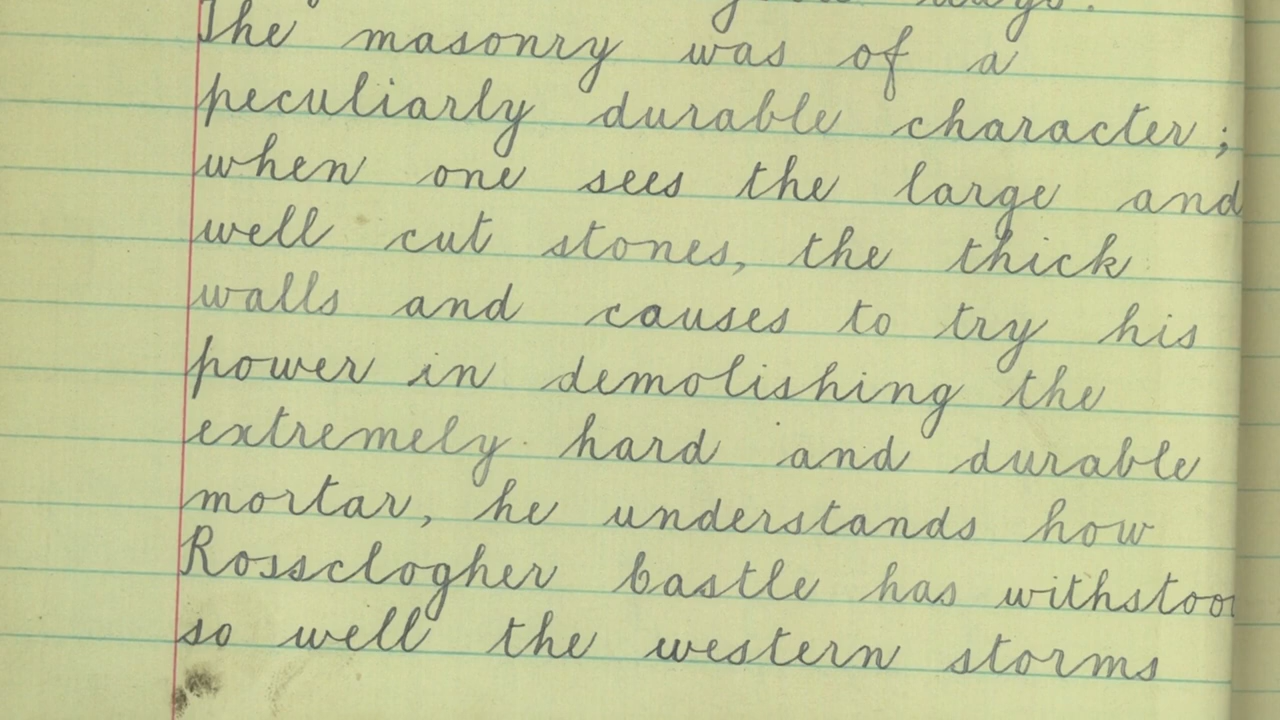 The masonry was of a
peculiarly durable character;
when one sees the large and
well cut stones, the thick
walls and causes to try his
power in demolishing the
extremely hard and durable
mortar, he understands how
Rossclogher Castle has withstoo
so well the western storms